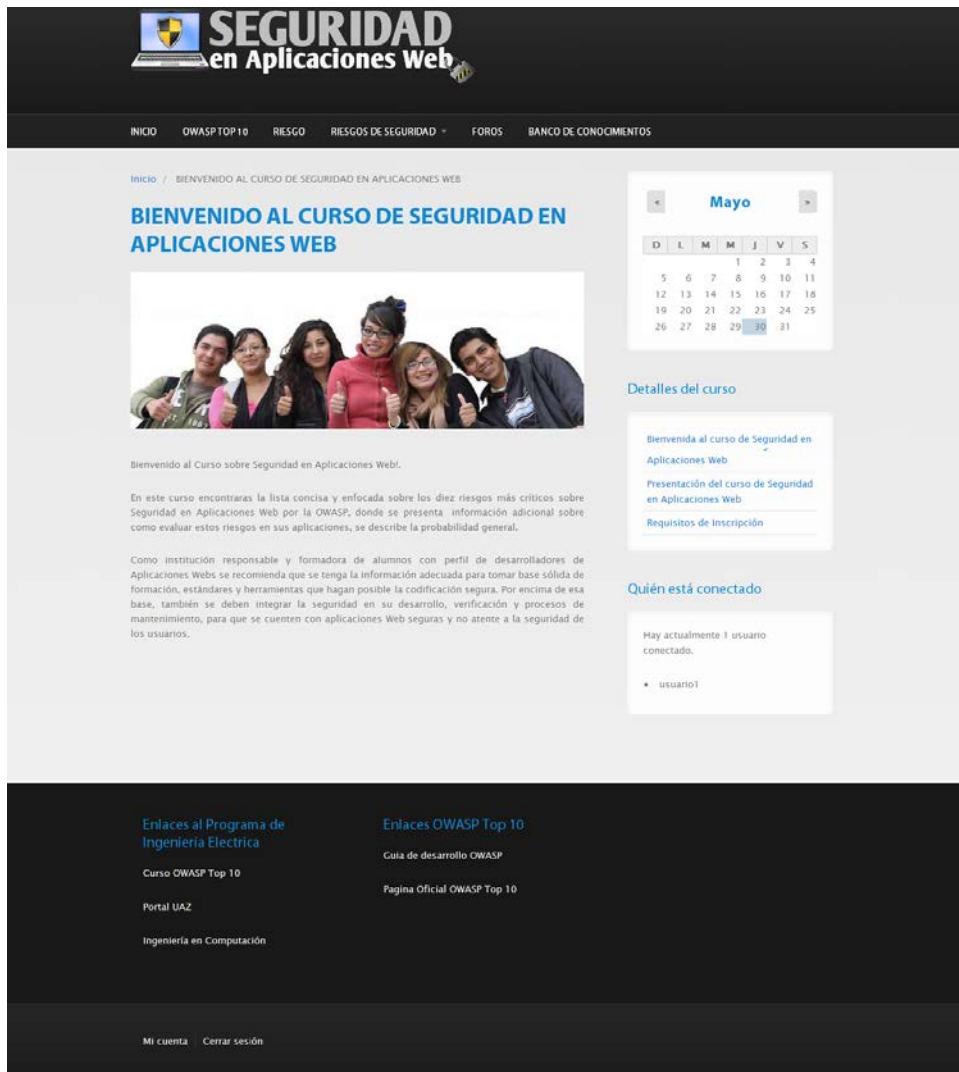 SEGURIDAD
en Aplicaciones Web
INICIO OWASP TOP 10 RIESGO RIESGOS DE SEGURIDAD FOROS BANCO DE CONOCIMIENTOS
Inicio / BIENVENIDO AL CURSO DE SEGURIDAD EN APLICACIONES WEB
BIENVENIDO AL CURSO DE SEGURIDAD EN
APLICACIONES WEB
Bienvenido al Curso sobre Seguridad en Aplicaciones Web!.
En este curso encontraras la lista concisa y enfocada sobre los diez riesgos más críticos sobre
Seguridad en Aplicaciones Web por la OWASP, donde se presenta información adicional sobre
como evaluar estos riesgos en sus aplicaciones, se describe la probabilidad general.
Como institución responsable y formadora de alumnos con perfil de desarrolladores de
Aplicaciones Webs se recomienda que se tenga la información adecuada para tomar base sólida de
formación, estándares y herramientas que hagan posible la codificación segura. Por encima de esa
base, también se deben integrar la seguridad en su desarrollo, verificación y procesos de
mantenimiento, para que se cuenten con aplicaciones Web seguras y no atente a la seguridad de
los usuarios.
« Mayo »
D L M M J V S
1 2 3 4
5 6 7 8 9 10 11
12 13 14 15 16 17 18
19 20 21 22 23 24 25
26 27 28 29 30 31
Detalles del curso
Bienvenida al curso de Seguridad en
Aplicaciones Web
Presentación del curso de Seguridad
en Aplicaciones Web
Requisitos de Inscripción
Quién está conectado
Hay actualmente 1 usuario
conectado.
• usuario1
Enlaces al Programa de
Ingeniería Electrica
Curso OWASP Top 10
Portal UAZ
Ingeniería en Computación
Enlaces OWASP Top 10
Guia de desarrollo OWASP
Pagina Oficial OWASP Top 10
Mi cuenta Cerrar sesión